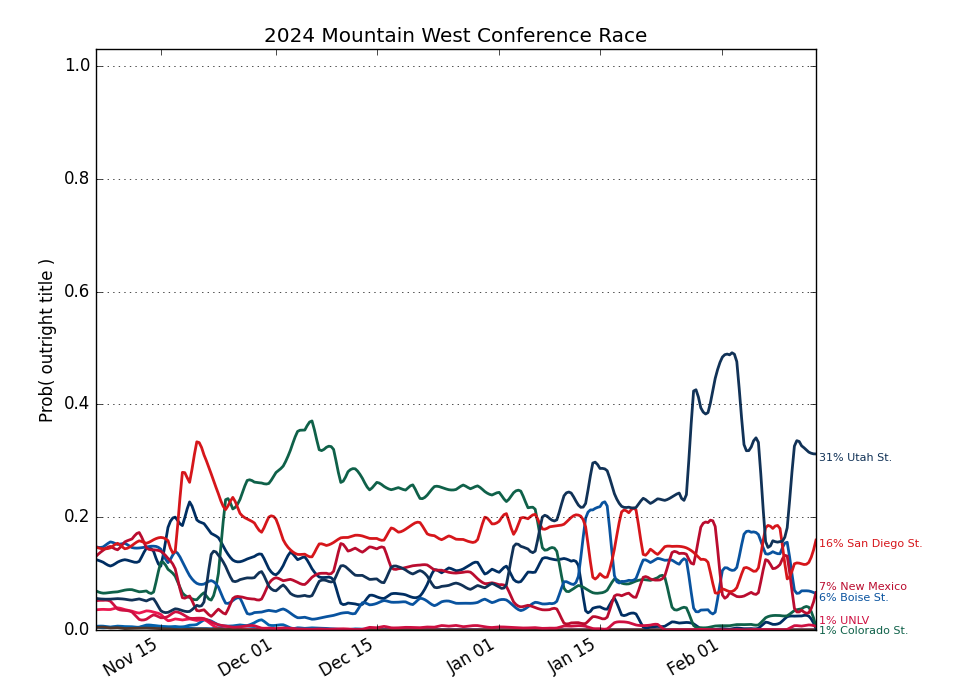 2024 Mountain West Conference Race
Prob( outright title )
1.0
0.8
0.6
0.4
0.2
0.0
31% Utah St.
16% San Diego St.
7% New Mexico
6% Boise St.
1% UNLV
1% Colorado St.
Nov 15
Dec 01
Dec 15
Jan 01
Jan 15
Feb 01